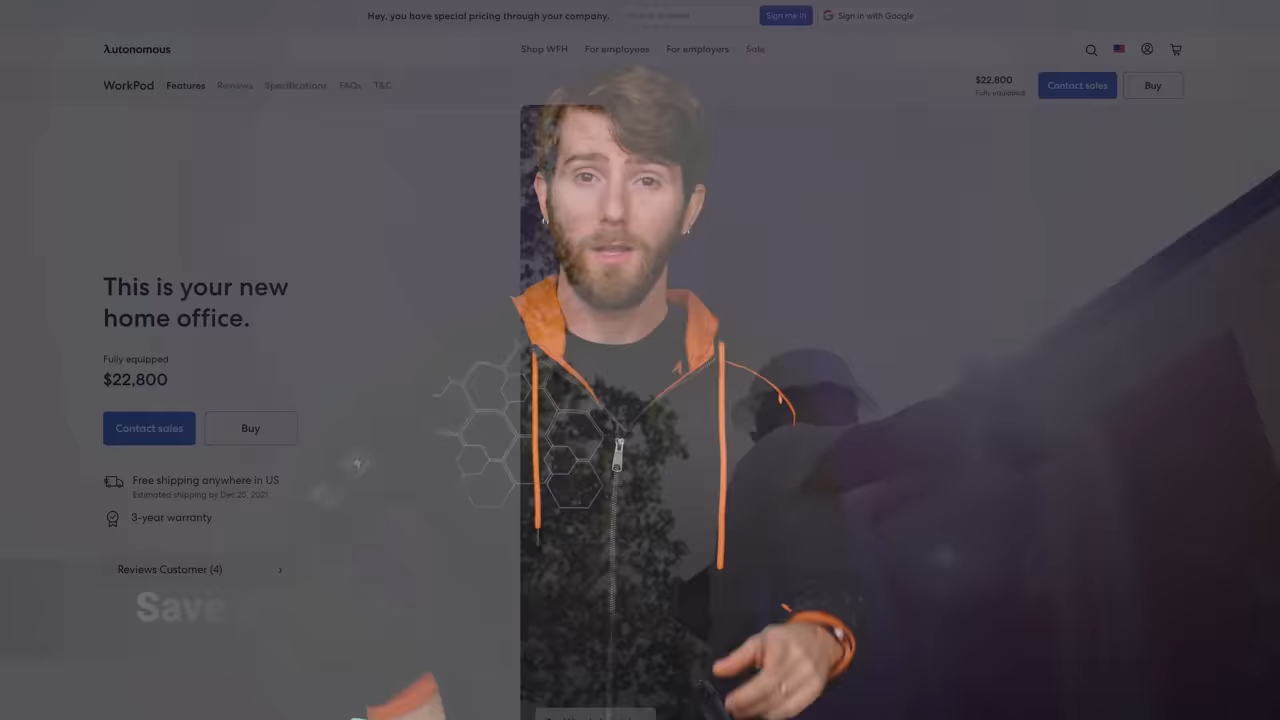 Hey, you have special pricing through your company.
Sign me in
Sign in with Google
Autonomous
Shop WFH
For employees
For employers
Sale
WorkPod
Features
Reviews
Specifications
FAQs
T&C
$22,800
Fully equipped
Contact sales
Buy
This is your new
home office.
Fully equipped
$22,800
Contact sales
Buy
Free shipping anywhere in US
Estimated shipping by Dec 25, 2021
3-year warranty
Reviews Customer (4)
Save